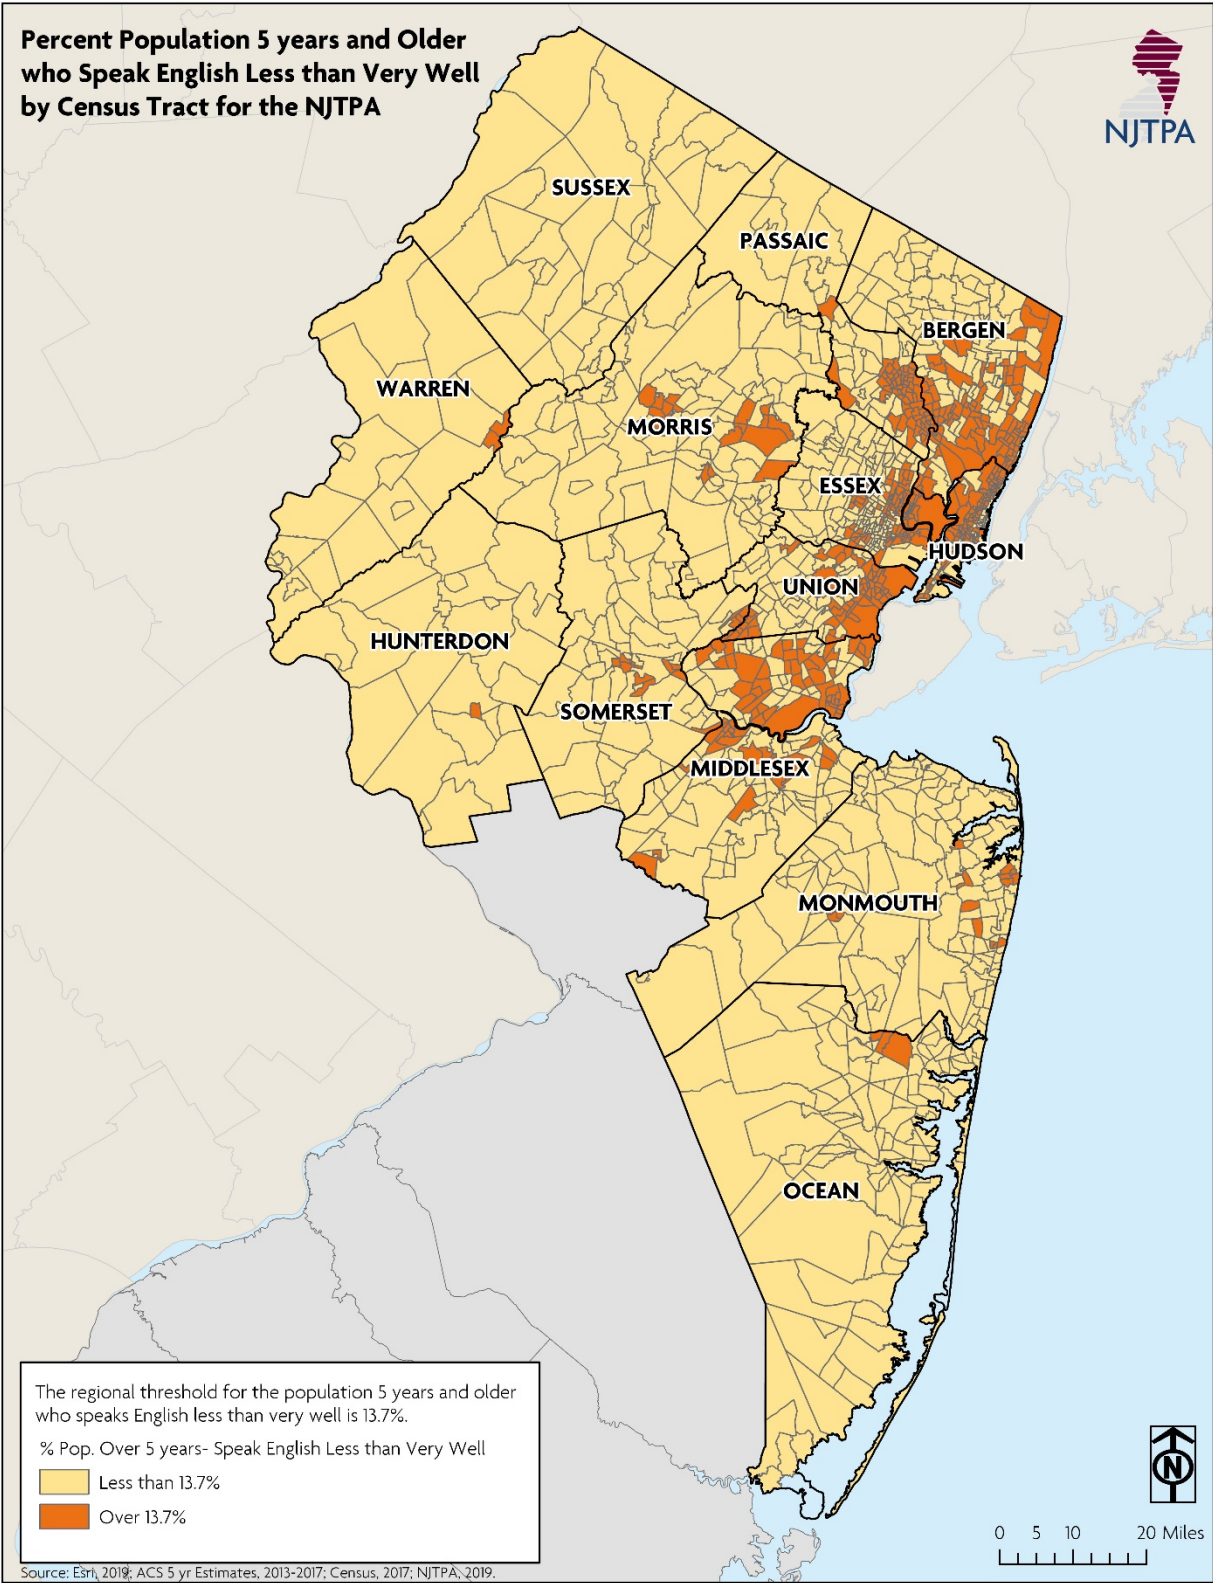 Percent Population 5 years and Older
who Speak English Less than Very Well
by Census Tract for the NJTPA
NJTPA
SUSSEX
PASSAIC
BERGEN
WARREN
MORRIS
ESSEX
HUDSON
UNION
HUNTERDON
SOMERSET
MIDDLESEX
MONMOUTH
OCEAN
The regional threshold for the population 5 years and older
who speaks English less than very well is 13.7%.
% Pop. Over 5 years- Speak English Less than Very Well
Less than 13.7%
Over 13.7%
N
0 5 10 20 Miles
Source: Esri, 2019; ACS 5 yr Estimates, 2013-2017; Census, 2017; NJTPA, 2019.